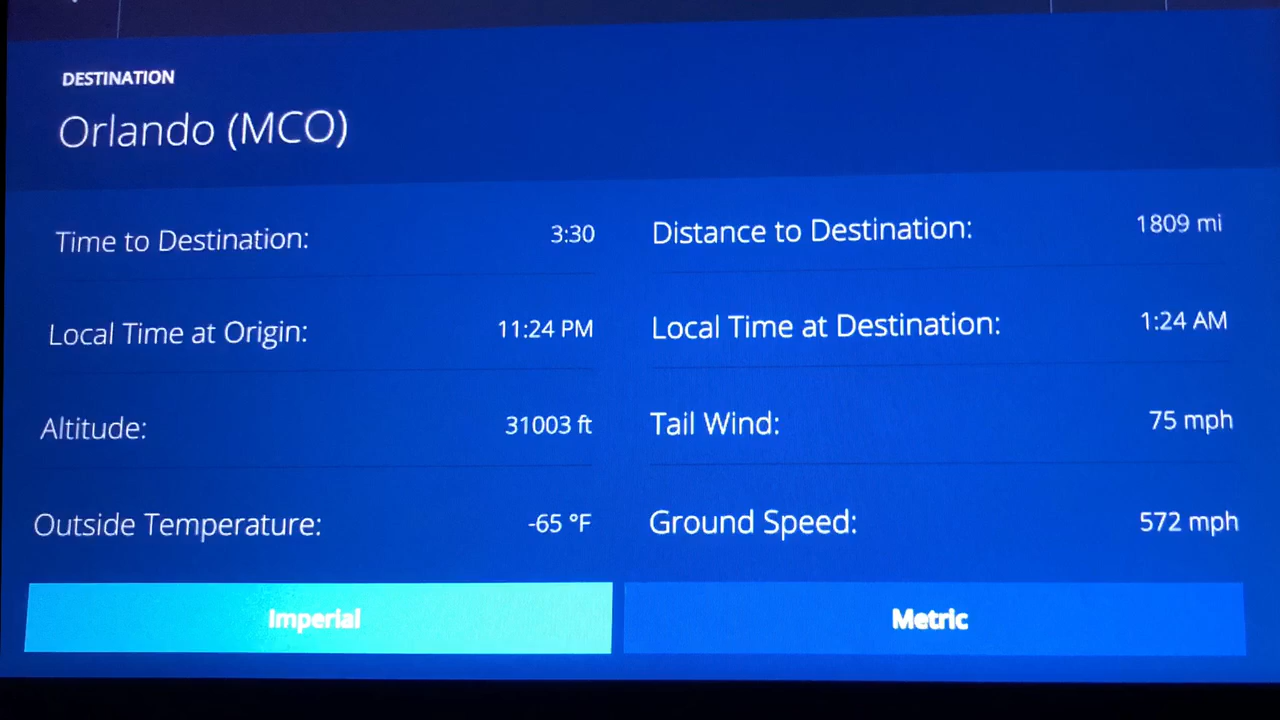 DESTINATION
Orlando (MCO)
Time to Destination: 3:30
Distance to Destination: 1809 mi
Local Time at Origin: 11:24 PM
Local Time at Destination: 1:24 AM
Altitude: 31003 ft
Tail Wind: 75 mph
Outside Temperature: -65 °F
Ground Speed: 572 mph
Imperial
Metric